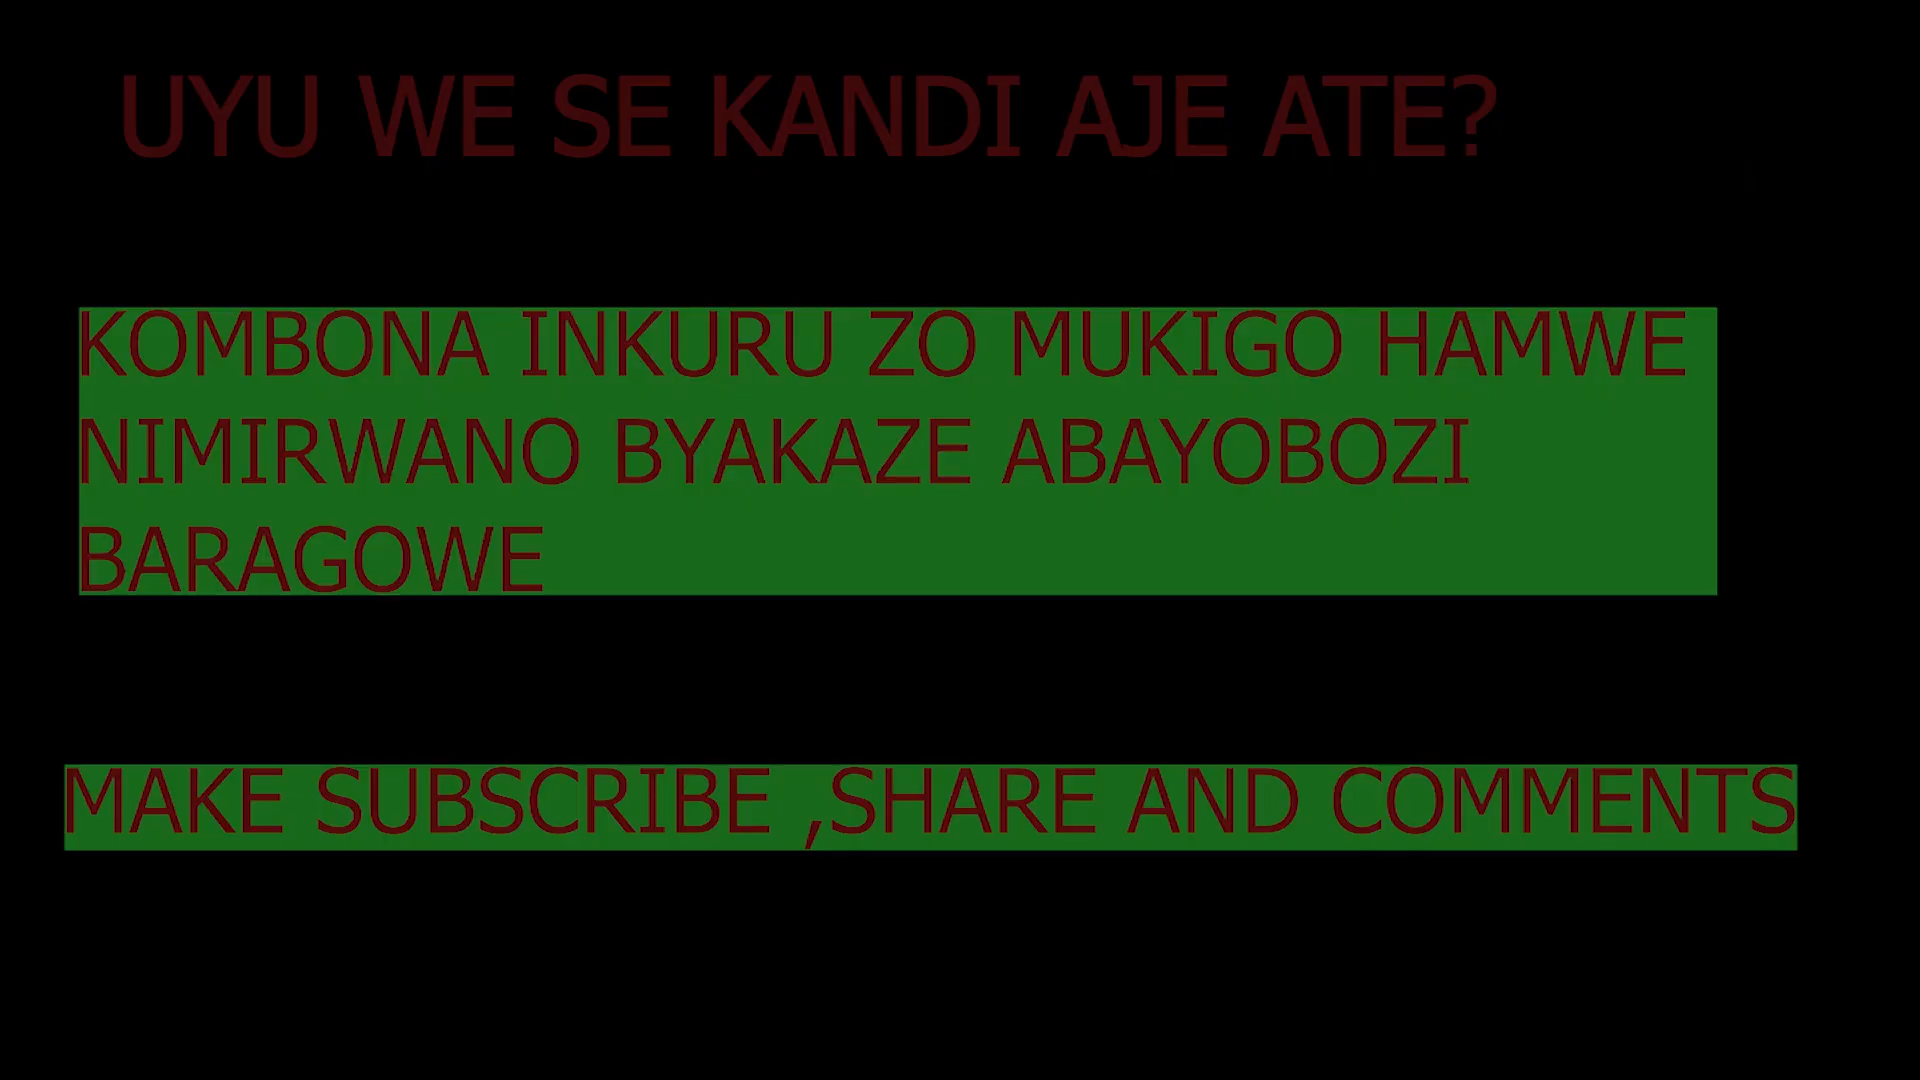 UYU WE SE KANDI AJE ATE?
KOMBONA INKURU ZO MUKIGO HAMWE
NIMIRWANO BYAKAZE ABAYOBOZI
BARAGOWE
MAKE SUBSCRIBE ,SHARE AND COMMENTS